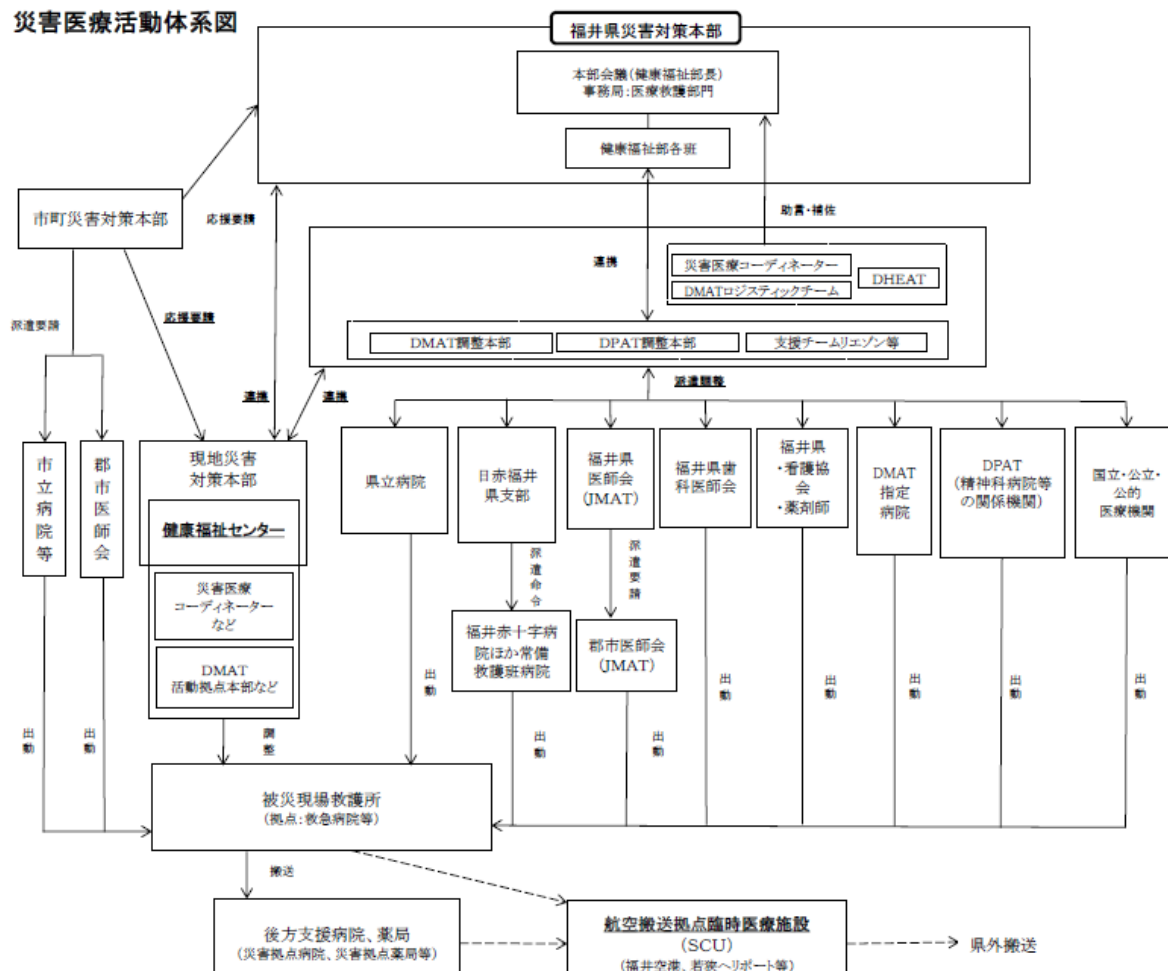 災害医療活動体系図
福井県災害対策本部
本部会議(健康福祉部長)
事務局:医療救護部門
健康福祉部各班
市町災害対策本部
応援要請
助言・補佐
連携
災害医療コーディネーター
DMATロジスティックチーム
DHEAT
派遣要請
応援要請
DMAT調整本部
DPAT調整本部
支援チームリエゾン等
連携
連携
派遣調整
市立病院等
郡市医師会
現地災害
対策本部
健康福祉センター
災害医療
コーディネーター
など
DMAT
活動拠点本部など
県立病院
日赤福井
県支部
福井県
医師会
(JMAT)
福井県歯
科医師会
福井県
・看護協
会
・薬剤師
DMAT
指定
病院
DPAT
(精神科病院等
の関係機関)
国立・公立・
公的
医療機関
派遣命令
派遣要請
福井赤十字病
院ほか常備
救護班病院
郡市医師会
(JMAT)
出動
出動
調整
出動
出動
出動
出動
出動
出動
出動
出動
被災現場救護所
(拠点:救急病院等)
搬送
後方支援病院、薬局
(災害拠点病院、災害拠点薬局等)
航空搬送拠点臨時医療施設
(SCU)
(福井空港、若狭ヘリポート等)
県外搬送